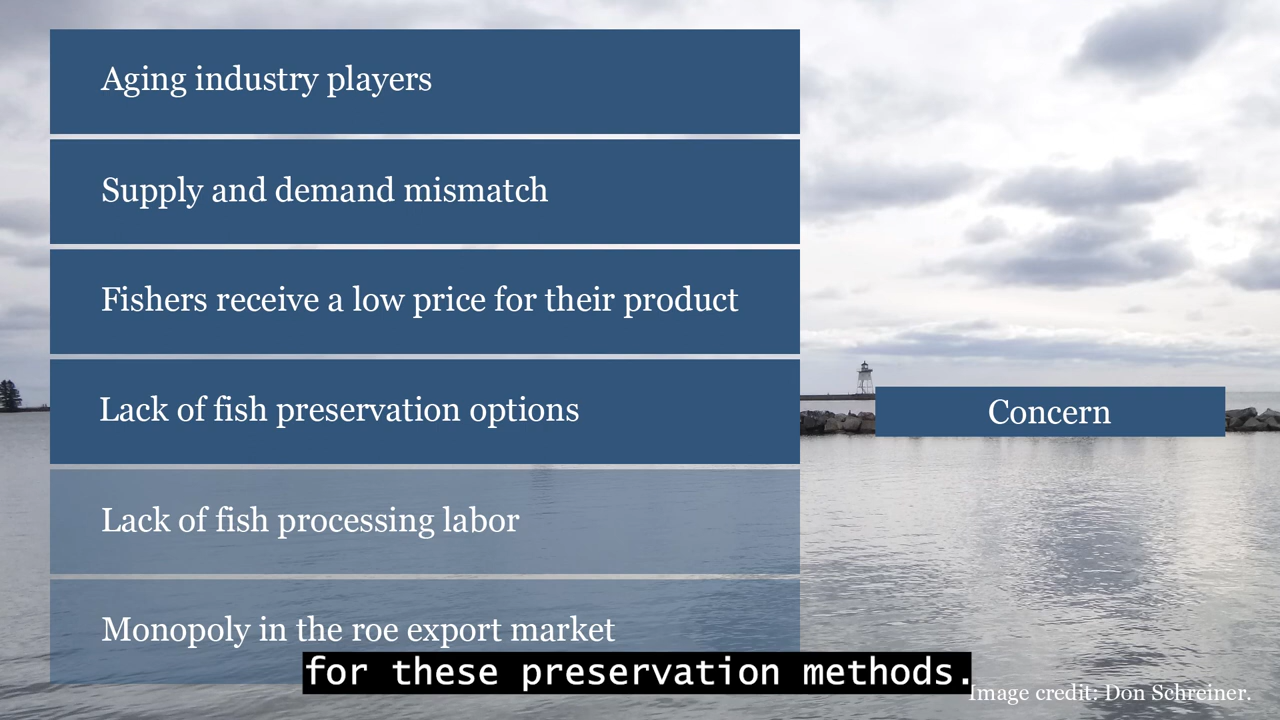 Aging industry players
Supply and demand mismatch
Fishers receive a low price for their product
Lack of fish preservation options
Concern
Lack of fish processing labor
Monopoly in the roe export market
for these preservation methods.
Image credit: Don Schreiner.